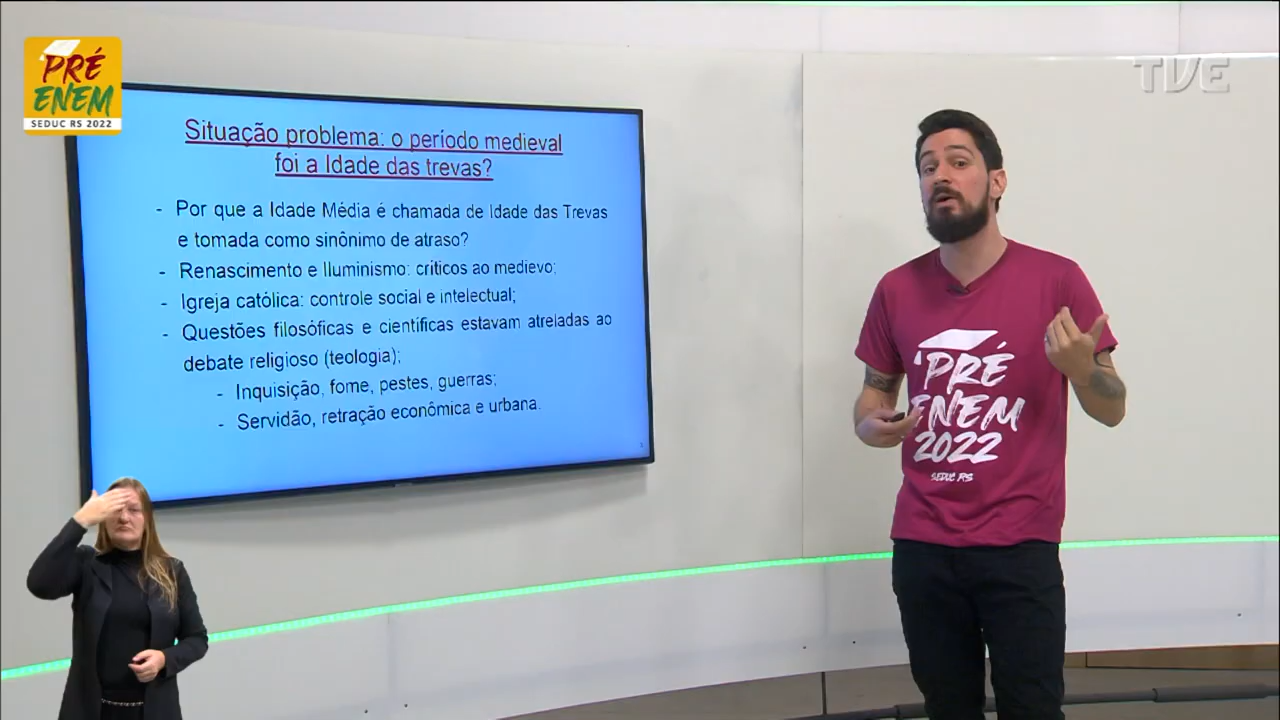 PRÉ
ENEM
SEDUC RS 2022
TVE
Situação problema: o período medieval
foi a Idade das trevas?
- Por que a Idade Média é chamada de Idade das Trevas
e tomada como sinônimo de atraso?
- Renascimento e Iluminismo: críticos ao medievo;
- Igreja católica: controle social e intelectual;
- Questões filosóficas e científicas estavam atreladas ao
debate religioso (teologia);
- Inquisição, fome, pestes, guerras;
- Servidão, retração econômica e urbana.
PRÉ
ENEM
2022
SEDUC RS